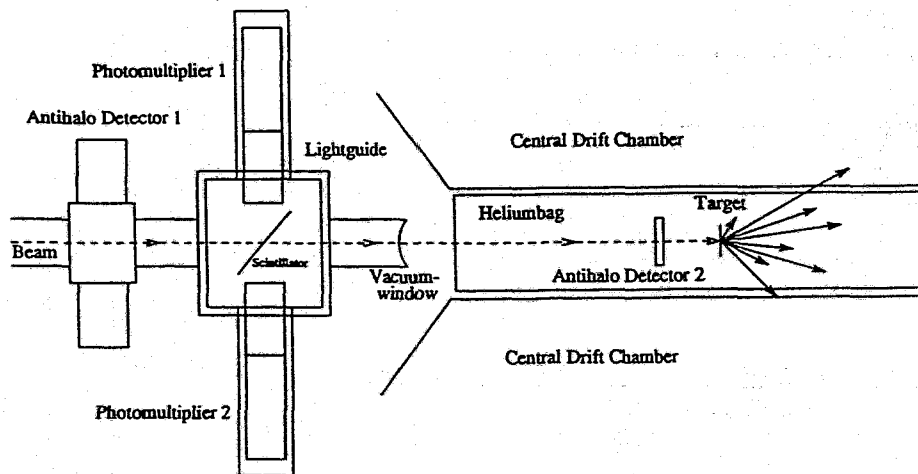 Photomultiplier 1
Antihalo Detector 1
Lightguide
Central Drift Chamber
Heliumbag
Target
Beam
Scintillator
Vacuum-
window
Antihalo Detector 2
Central Drift Chamber
Photomultiplier 2